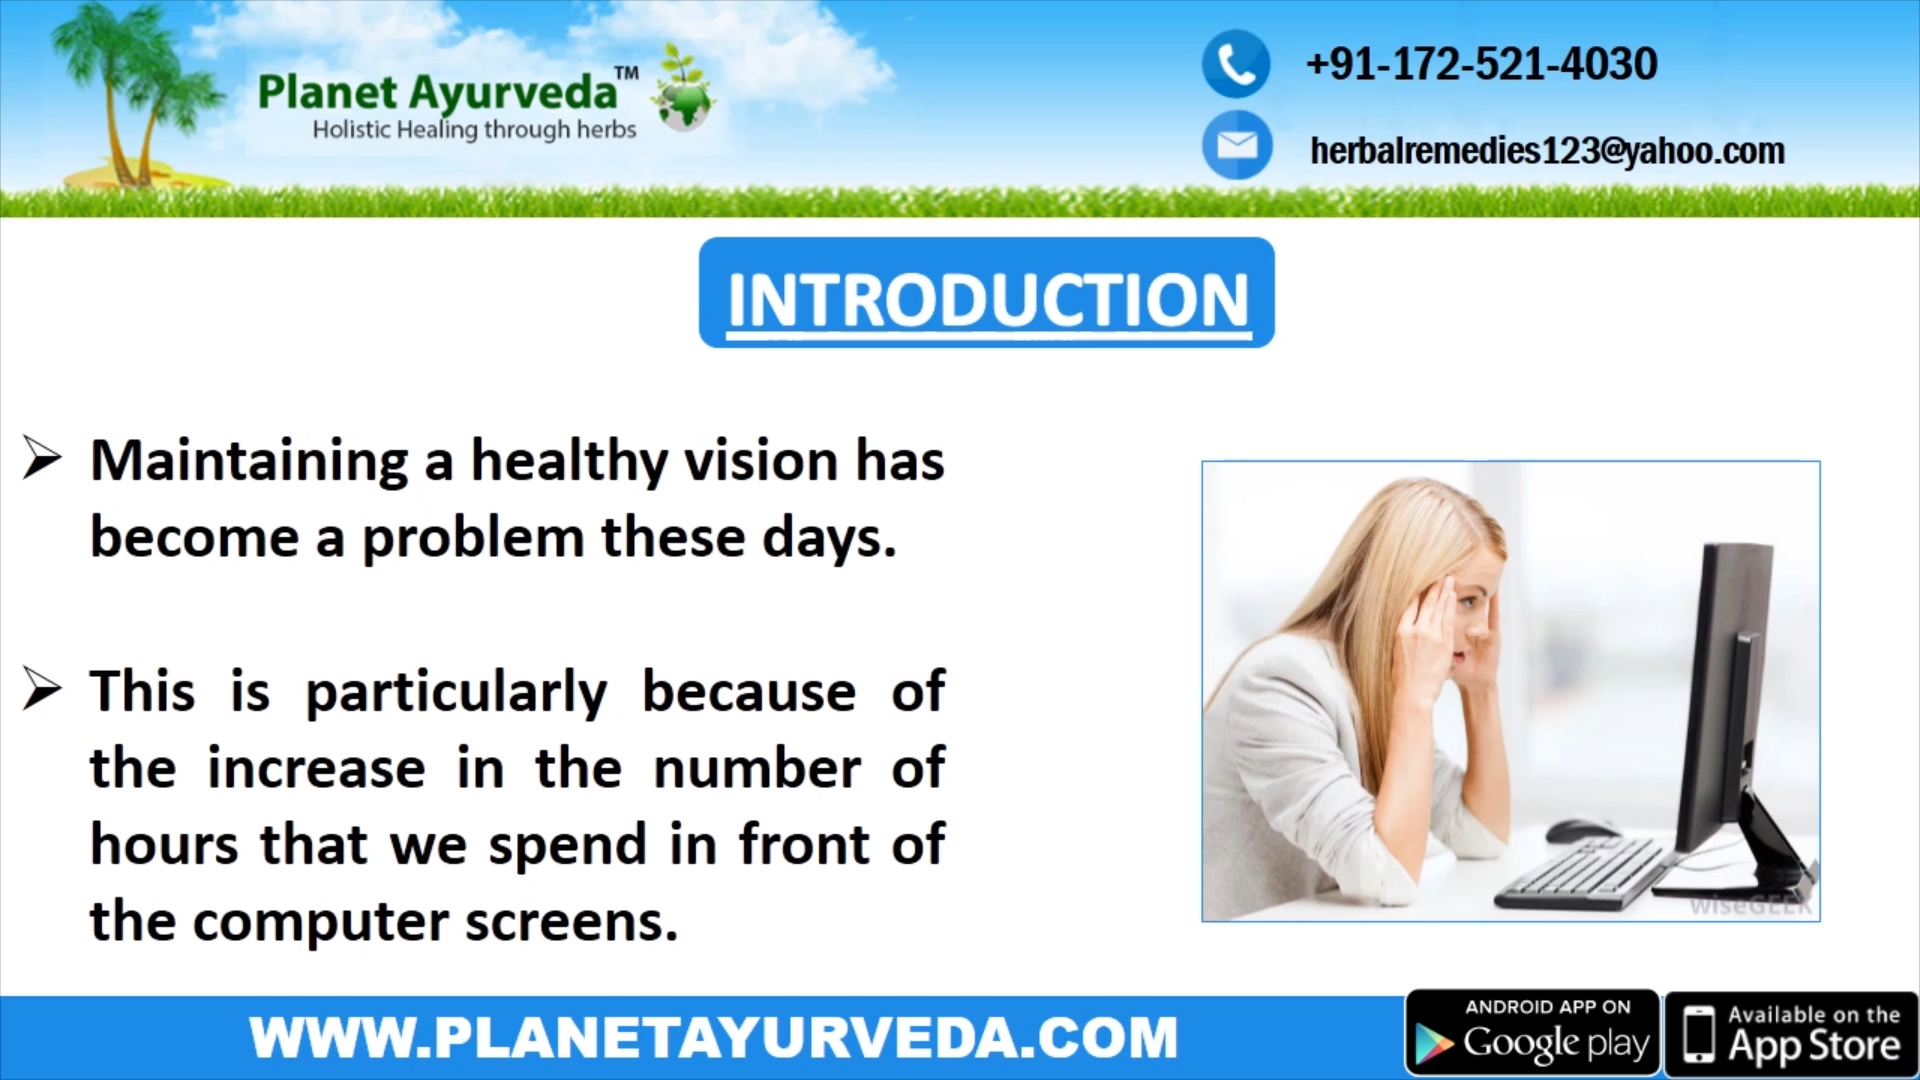 Planet Ayurveda™
Holistic Healing through herbs
+91-172-521-4030
herbalremedies123@yahoo.com
INTRODUCTION
➢ Maintaining a healthy vision has
become a problem these days.
➢ This is particularly because of
the increase in the number of
hours that we spend in front of
the computer screens.
wiseGEEK
WWW.PLANETAYURVEDA.COM
ANDROID APP ON
Google play
Available on the
App Store